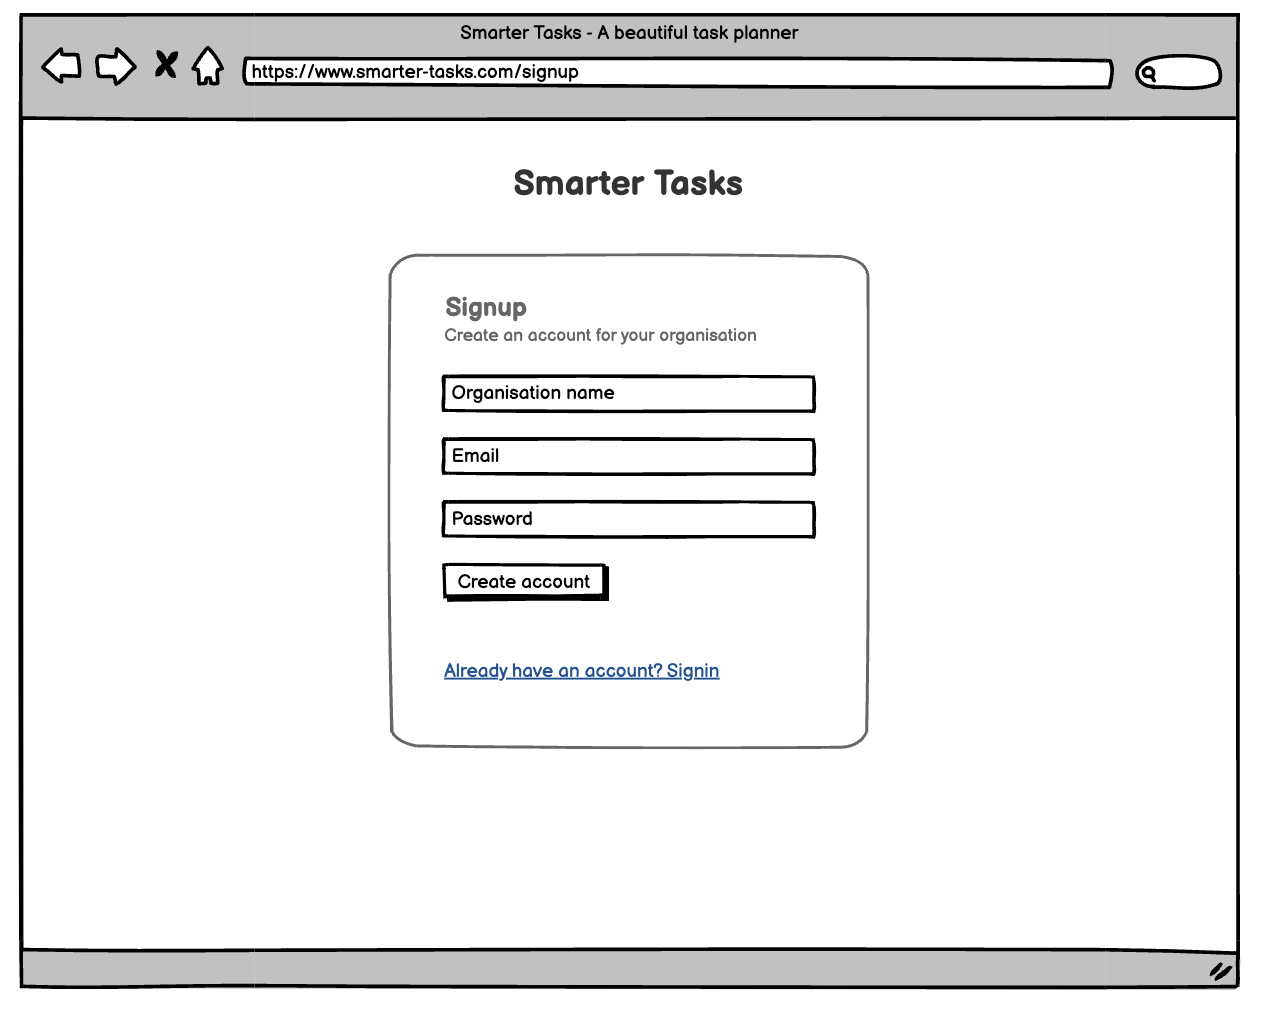 Smarter Tasks - A beautiful task planner
https://www.smarter-tasks.com/signup
Smarter Tasks
Signup
Create an account for your organisation
Organisation name
Email
Password
Create account
Already have an account? Signin